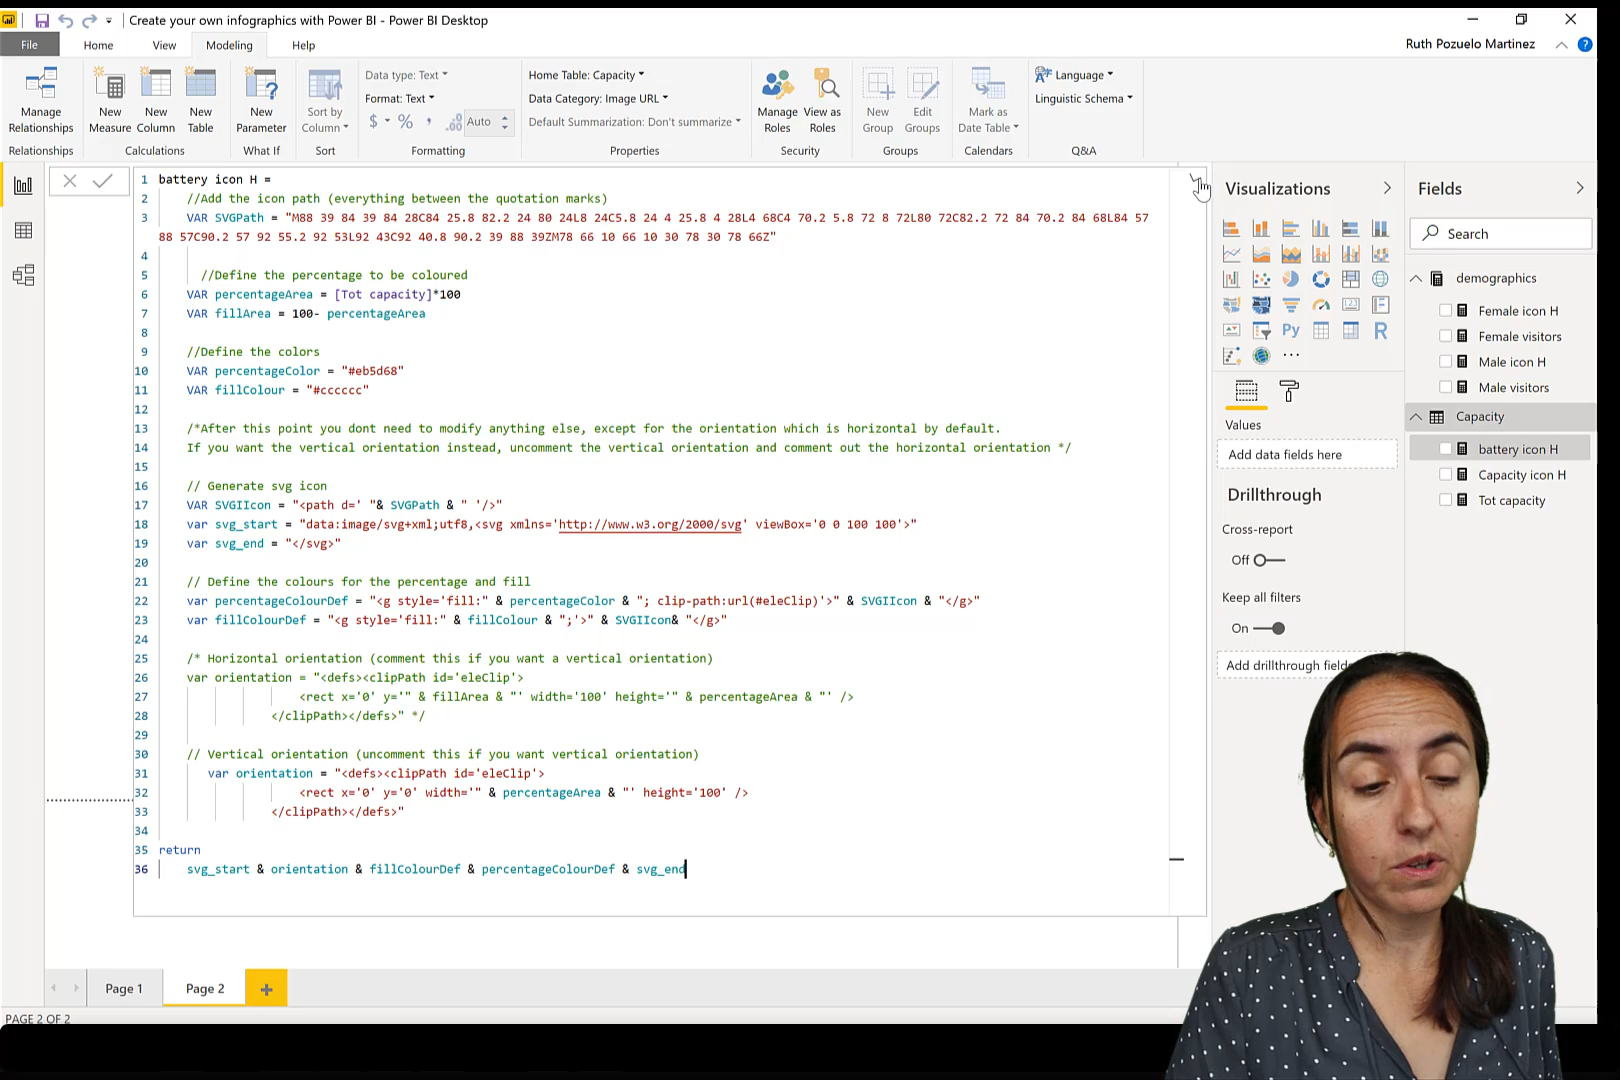 Create your own infographics with Power BI - Power BI Desktop
File Home View Modeling Help
Ruth Pozuelo Martinez
Manage Relationships
Relationships
New Measure
New Column
New Table
Calculations
New Parameter
What If
Sort by Column
Sort
Data type: Text
Format: Text
$ % , .00 Auto
Formatting
Home Table: Capacity
Data Category: Image URL
Default Summarization: Don't summarize
Properties
Manage Roles
View as Roles
Security
New Group
Edit Groups
Groups
Mark as Date Table
Calendars
Language
Linguistic Schema
Q&A
1 battery icon H =
2 //Add the icon path (everything between the quotation marks)
3 VAR SVGPath = "M88 39 84 39 84 28C84 25.8 82.2 24 80 24L8 24C5.8 24 4 25.8 4 28L4 68C4 70.2 5.8 72 8 72L80 72C82.2 72 84 70.2 84 68L84 57
88 57C90.2 57 92 55.2 92 53L92 43C92 40.8 90.2 39 88 39ZM78 66 10 66 10 30 78 30 78 66Z"
4
5 //Define the percentage to be coloured
6 VAR percentageArea = [Tot capacity]*100
7 VAR fillArea = 100- percentageArea
8
9 //Define the colors
10 VAR percentageColor = "#eb5d68"
11 VAR fillColour = "#cccccc"
12
13 /*After this point you dont need to modify anything else, except for the orientation which is horizontal by default.
14 If you want the vertical orientation instead, uncomment the vertical orientation and comment out the horizontal orientation */
15
16 // Generate svg icon
17 VAR SVGIIcon = "<path d=' "& SVGPath & " '/>"
18 var svg_start = "data:image/svg+xml;utf8,<svg xmlns='http://www.w3.org/2000/svg' viewBox='0 0 100 100'>"
19 var svg_end = "</svg>"
20
21 // Define the colours for the percentage and fill
22 var percentageColourDef = "<g style='fill:" & percentageColor & "; clip-path:url(#eleClip)'>" & SVGIIcon & "</g>"
23 var fillColourDef = "<g style='fill:" & fillColour & ";'>" & SVGIIcon& "</g>"
24
25 /* Horizontal orientation (comment this if you want a vertical orientation)
26 var orientation = "<defs><clipPath id='eleClip'>
27 <rect x='0' y='" & fillArea & "' width='100' height='" & percentageArea & "' />
28 </clipPath></defs>" */
29
30 // Vertical orientation (uncomment this if you want vertical orientation)
31 var orientation = "<defs><clipPath id='eleClip'>
32 <rect x='0' y='0' width='" & percentageArea & "' height='100' />
33 </clipPath></defs>"
34
35 return
36 svg_start & orientation & fillColourDef & percentageColourDef & svg_end
Visualizations
Py
R
Values
Add data fields here
Drillthrough
Cross-report
Off
Keep all filters
On
Add drillthrough fields
Fields
Search
demographics
Female icon H
Female visitors
Male icon H
Male visitors
Capacity
battery icon H
Capacity icon H
Tot capacity
Page 1
Page 2
PAGE 2 OF 2